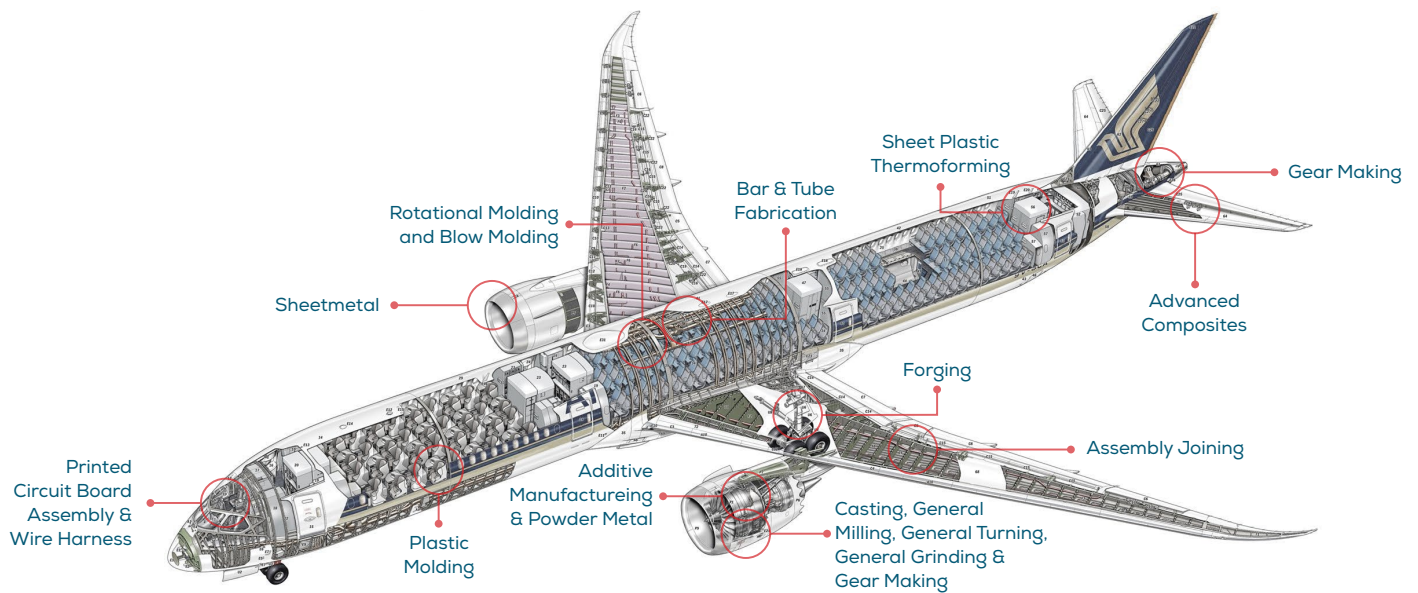 Sheet Plastic
Thermoforming
Gear Making
Bar & Tube
Fabrication
Rotational Molding
and Blow Molding
Sheetmetal
Advanced
Composites
Forging
Assembly Joining
Printed
Circuit Board
Assembly &
Wire Harness
Additive
Manufactureing
& Powder Metal
Plastic
Molding
Casting, General
Milling, General Turning,
General Grinding &
Gear Making